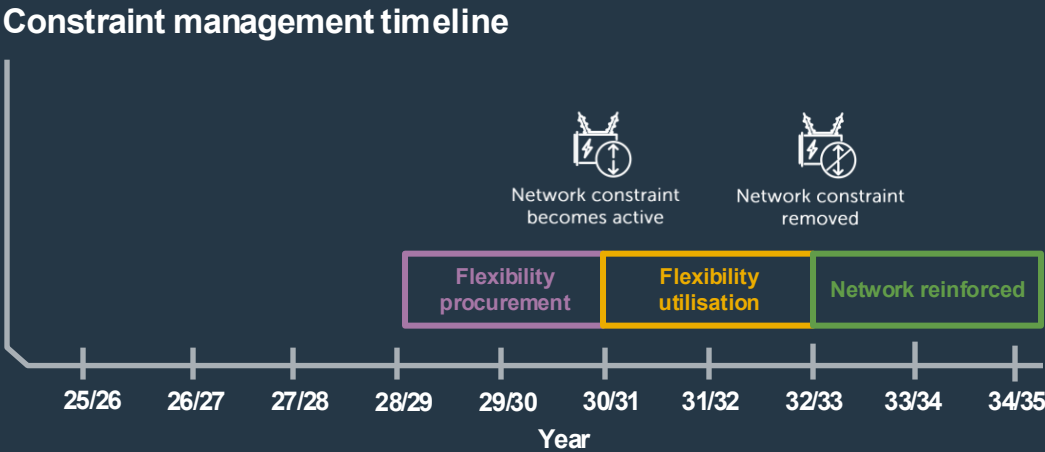 Constraint management timeline
Network constraint
becomes active
Network constraint
removed
Flexibility
procurement
Flexibility
utilisation
Network reinforced
25/26 26/27 27/28 28/29 29/30 30/31 31/32 32/33 33/34 34/35
Year